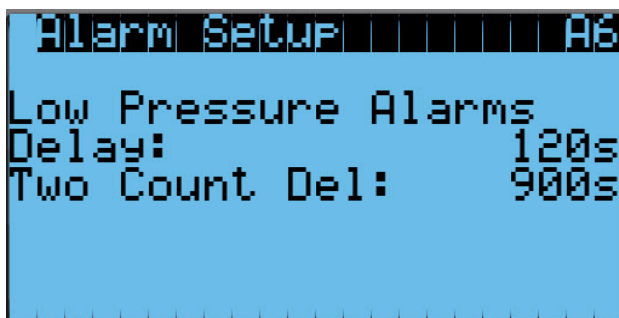 Alarm Setup A6
Low Pressure Alarms
Delay: 120s
Two Count Del: 900s